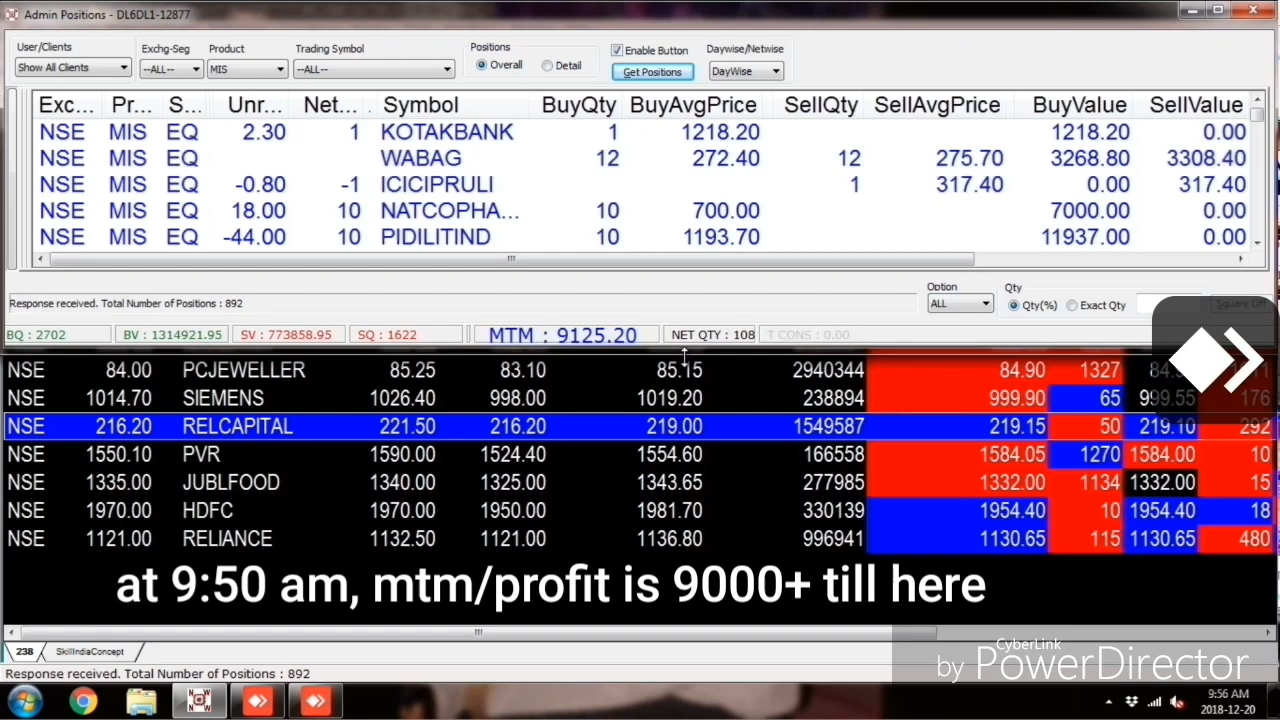 Admin Positions - DL6DL1-12877
User/Clients Exchg-Seg Product Trading Symbol Positions Enable Button Daywise/Netwise
Show All Clients --ALL-- MIS --ALL-- Overall Detail Get Positions DayWise
Exc... Pr... S... Unr... Net... Symbol BuyQty BuyAvgPrice SellQty SellAvgPrice BuyValue SellValue
NSE MIS EQ 2.30 1 KOTAKBANK 1 1218.20 1218.20 0.00
NSE MIS EQ WABAG 12 272.40 12 275.70 3268.80 3308.40
NSE MIS EQ -0.80 -1 ICICIPRULI 1 317.40 0.00 317.40
NSE MIS EQ 18.00 10 NATCOPHA... 10 700.00 7000.00 0.00
NSE MIS EQ -44.00 10 PIDILITIND 10 1193.70 11937.00 0.00
Option Qty
Response received. Total Number of Positions : 892 ALL Qty(%) Exact Qty Square Off
BQ : 2702 BV : 1314921.95 SV : 773858.95 SQ : 1622 MTM : 9125.20 NET QTY : 108 T CONS : 0.00
NSE 84.00 PCJEWELLER 85.25 83.10 85.15 2940344 84.90 1327
NSE 1014.70 SIEMENS 1026.40 998.00 1019.20 238894 999.90 65 999.55 176
NSE 216.20 RELCAPITAL 221.50 216.20 219.00 1549587 219.15 50 219.10 292
NSE 1550.10 PVR 1590.00 1524.40 1554.60 166558 1584.05 1270 1584.00 10
NSE 1335.00 JUBLFOOD 1340.00 1325.00 1343.65 277985 1332.00 1134 1332.00 15
NSE 1970.00 HDFC 1970.00 1950.00 1981.70 330139 1954.40 10 1954.40 18
NSE 1121.00 RELIANCE 1132.50 1121.00 1136.80 996941 1130.65 115 1130.65 480
at 9:50 am, mtm/profit is 9000+ till here
238 SkillIndiaConcept
CyberLink
by PowerDirector
Response received. Total Number of Positions : 892
9:56 AM
2018-12-20